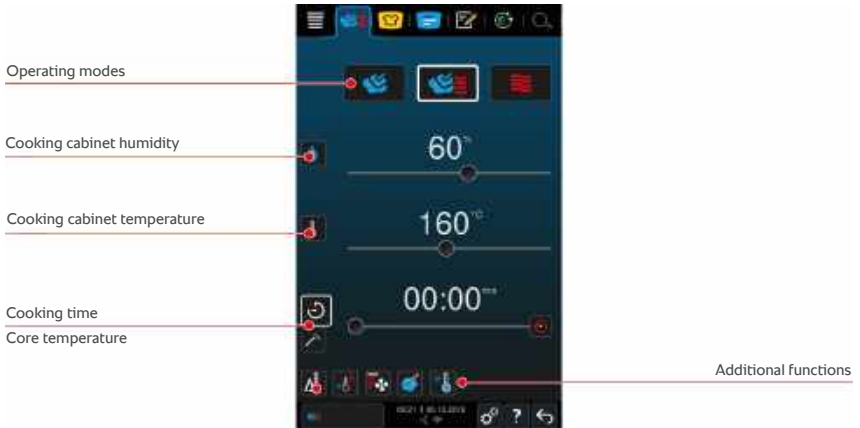 Operating modes
Cooking cabinet humidity
60 %
Cooking cabinet temperature
160 °C
00:00
Cooking time
Core temperature
Additional functions
?